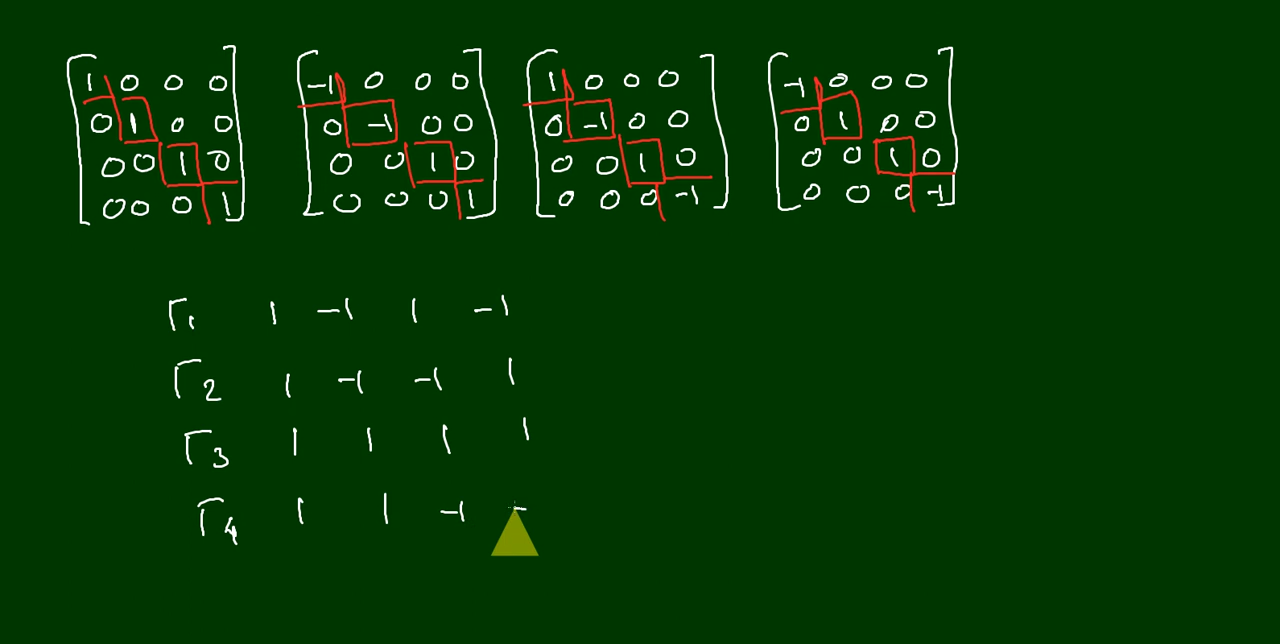 1 0 0 0   -1 0 0 0   1 0 0 0   -1 0 0 0
0 1 0 0   0 -1 0 0   0 -1 0 0   0 1 0 0
0 0 1 0   0 0 1 0   0 0 1 0   0 0 1 0
0 0 0 1   0 0 0 1   0 0 0 -1   0 0 0 -1
Γ1 1 -1 1 -1
Γ2 1 -1 -1 1
Γ3 1 1 1 1
Γ4 1 1 -1 -